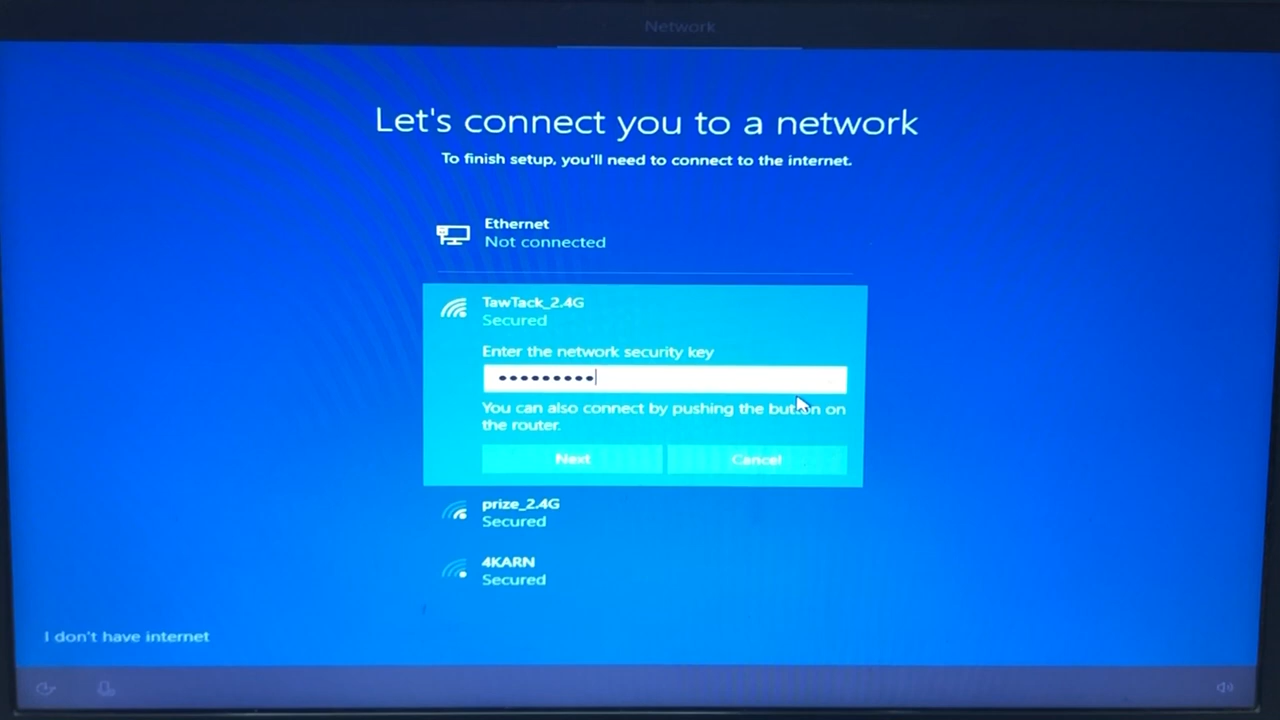 Network
Let's connect you to a network
To finish setup, you'll need to connect to the internet.
Ethernet
Not connected
TawTack_2.4G
Secured
Enter the network security key
•••••••••
You can also connect by pushing the button on
the router.
Next
Cancel
prize_2.4G
Secured
4KARN
Secured
I don't have internet